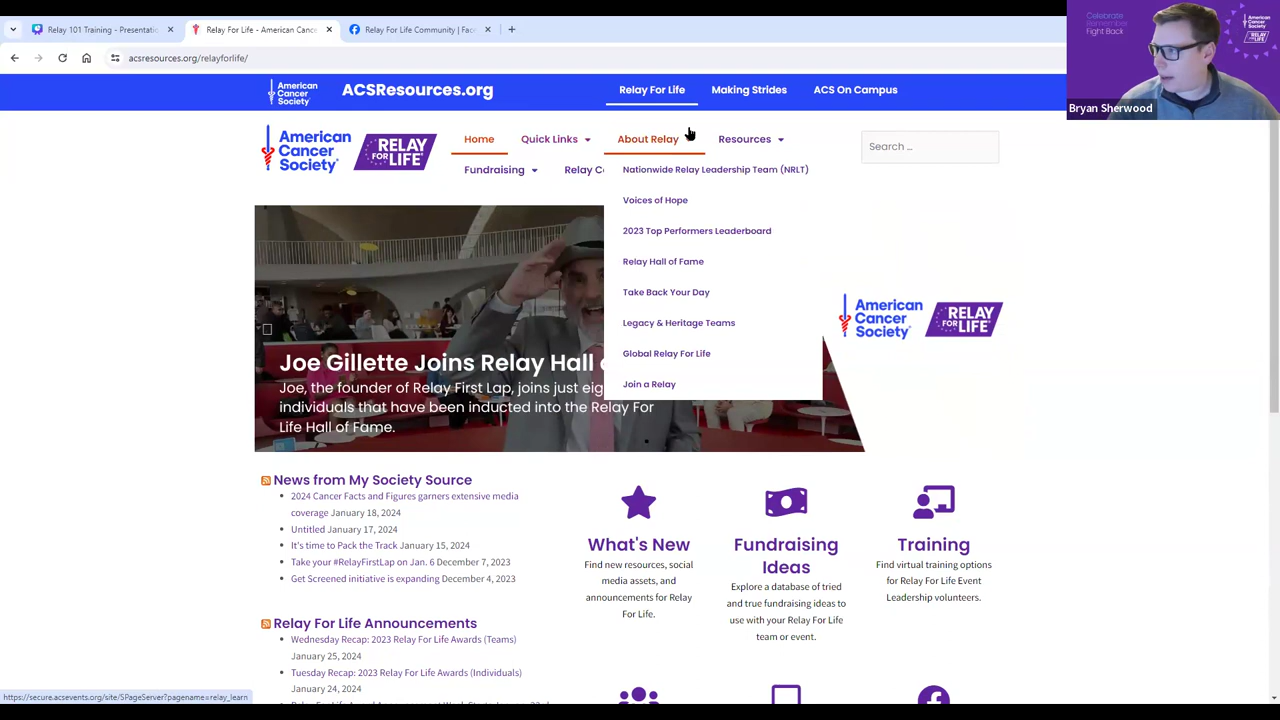 Relay 101 Training - Presentatio
Relay For Life - American Cance
Relay For Life Community | Fac
acsresources.org/relayforlife/
Celebrate
Remember
Fight Back
American
Cancer
Society
RELAY
FOR LIFE
Bryan Sherwood
American
Cancer
Society
ACSResources.org
Relay For Life
Making Strides
ACS On Campus
American
Cancer
Society
RELAY
FOR LIFE
Home
Quick Links
About Relay
Resources
Search ...
Fundraising
Relay Co
Nationwide Relay Leadership Team (NRLT)
Voices of Hope
2023 Top Performers Leaderboard
Relay Hall of Fame
Take Back Your Day
Legacy & Heritage Teams
Global Relay For Life
Join a Relay
Joe Gillette Joins Relay Hall
Joe, the founder of Relay First Lap, joins just eig
individuals that have been inducted into the Relay For
Life Hall of Fame.
American
Cancer
Society
RELAY
FOR LIFE
News from My Society Source
2024 Cancer Facts and Figures garners extensive media
coverage January 18, 2024
Untitled January 17, 2024
It's time to Pack the Track January 15, 2024
Take your #RelayFirstLap on Jan. 6 December 7, 2023
Get Screened initiative is expanding December 4, 2023
Relay For Life Announcements
Wednesday Recap: 2023 Relay For Life Awards (Teams)
January 25, 2024
Tuesday Recap: 2023 Relay For Life Awards (Individuals)
January 24, 2024
What's New
Find new resources, social
media assets, and
announcements for Relay
For Life.
Fundraising
Ideas
Explore a database of tried
and true fundraising ideas to
use with your Relay For Life
team or event.
Training
Find virtual training options
for Relay For Life Event
Leadership volunteers.
https://secure.acsevents.org/site/SPageServer?pagename=relay_learn